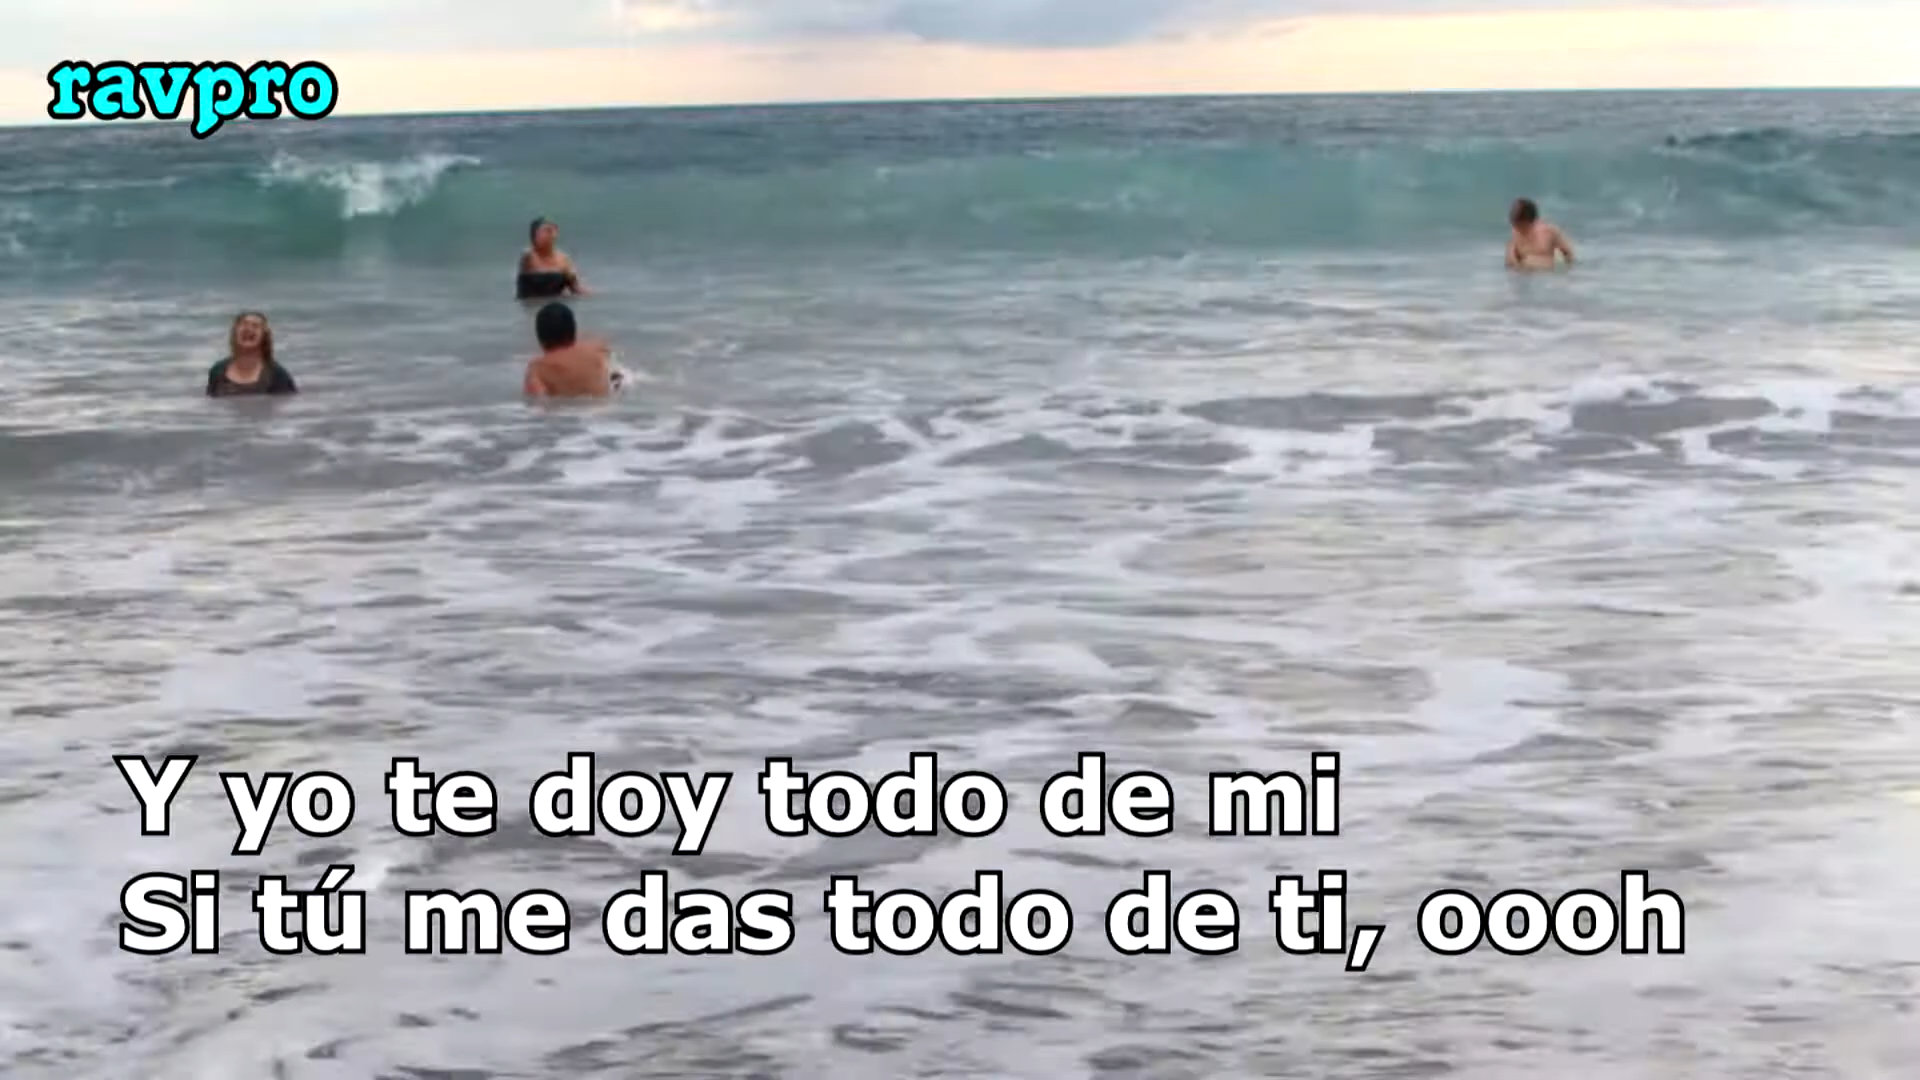 ravpro
Y yo te doy todo de mi
Si tú me das todo de ti, oooh